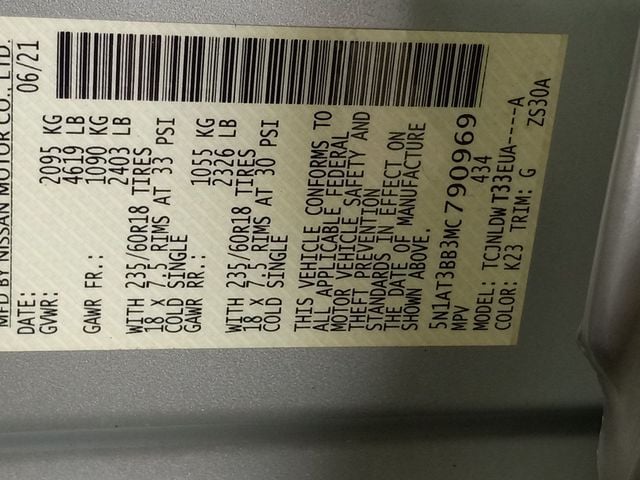 MFD BY NISSAN MOTOR CO., LTD.
DATE: 06/21
GVWR: 2095 KG
4619 LB
GAWR FR.: 1090 KG
2403 LB
WITH 235/60R18 TIRES
18 X 7.5 RIMS AT 33 PSI
COLD SINGLE
GAWR RR.: 1055 KG
2326 LB
WITH 235/60R18 TIRES
18 X 7.5 RIMS AT 30 PSI
COLD SINGLE
THIS VEHICLE CONFORMS TO
ALL APPLICABLE FEDERAL
MOTOR VEHICLE SAFETY AND
THEFT PREVENTION
STANDARDS IN EFFECT ON
THE DATE OF MANUFACTURE
SHOWN ABOVE.
5N1AT3BB3MC790969
MPV 434
MODEL: TCJNLDWT33EUA----A
COLOR: K23 TRIM: G ZS30A